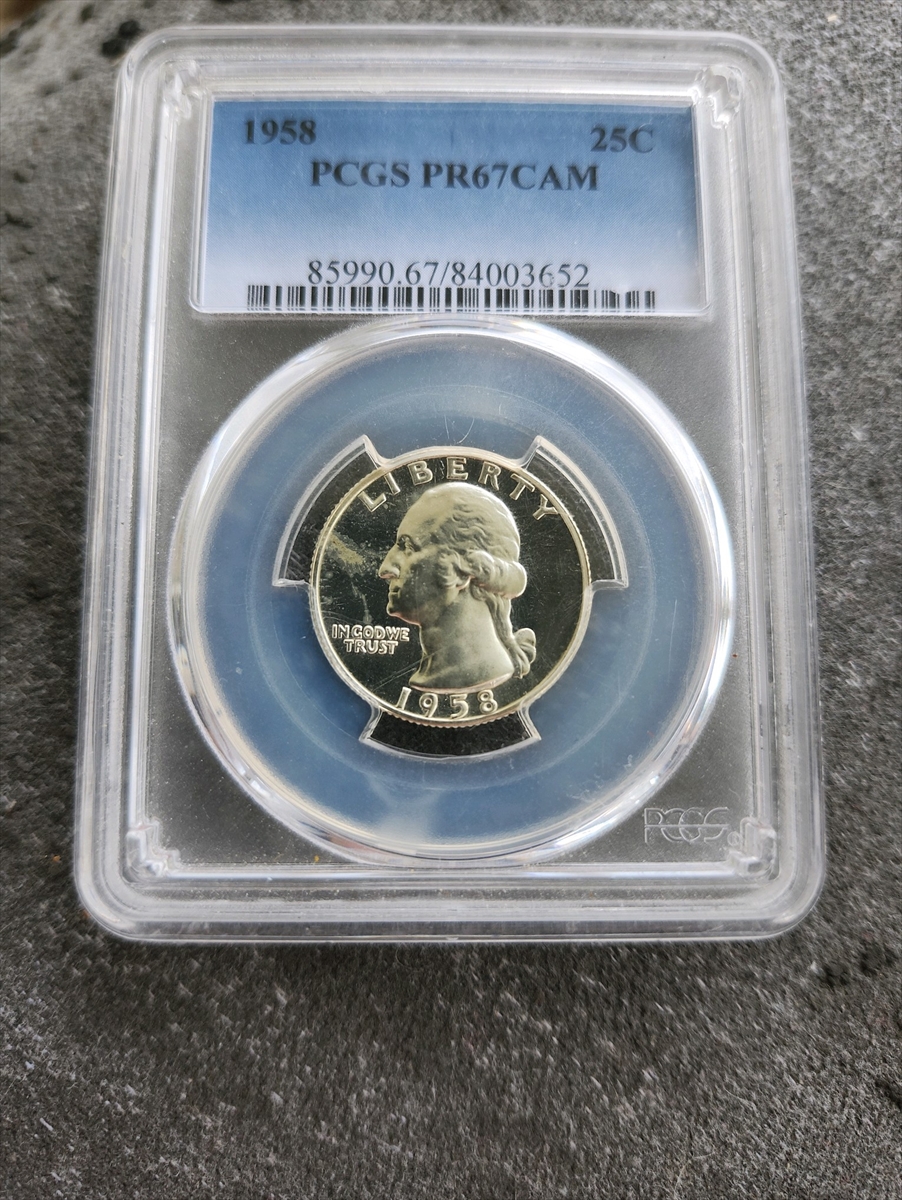 1958 25C
PCGS PR67CAM
85990.67/84003652
LIBERTY
IN GOD WE
TRUST
1958
PCGS